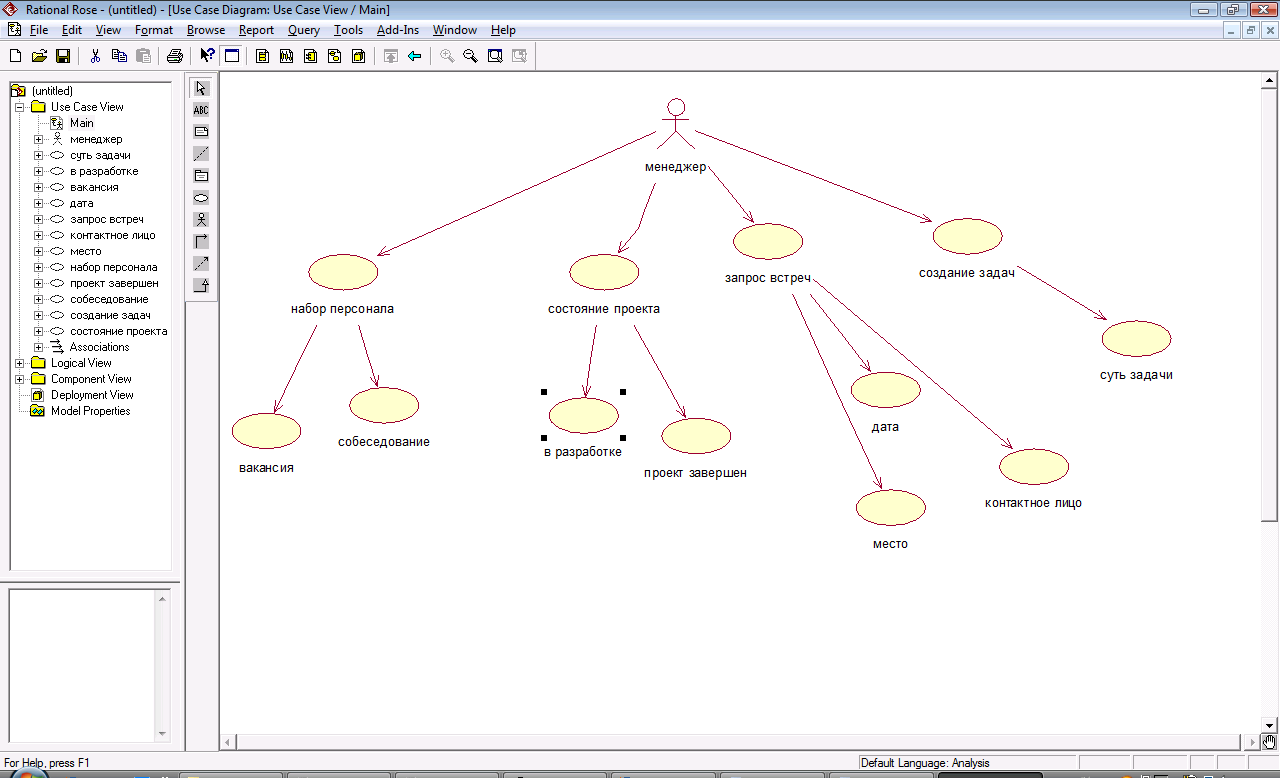 Rational Rose - (untitled) - [Use Case Diagram: Use Case View / Main]
File Edit View Format Browse Report Query Tools Add-Ins Window Help
(untitled)
Use Case View
Main
менеджер
суть задачи
в разработке
вакансия
дата
запрос встреч
контактное лицо
место
набор персонала
проект завершен
собеседование
создание задач
состояние проекта
Associations
Logical View
Component View
Deployment View
Model Properties
ABC
менеджер
создание задач
запрос встреч
набор персонала
состояние проекта
суть задачи
дата
собеседование
в разработке
вакансия
проект завершен
контактное лицо
место
For Help, press F1
Default Language: Analysis